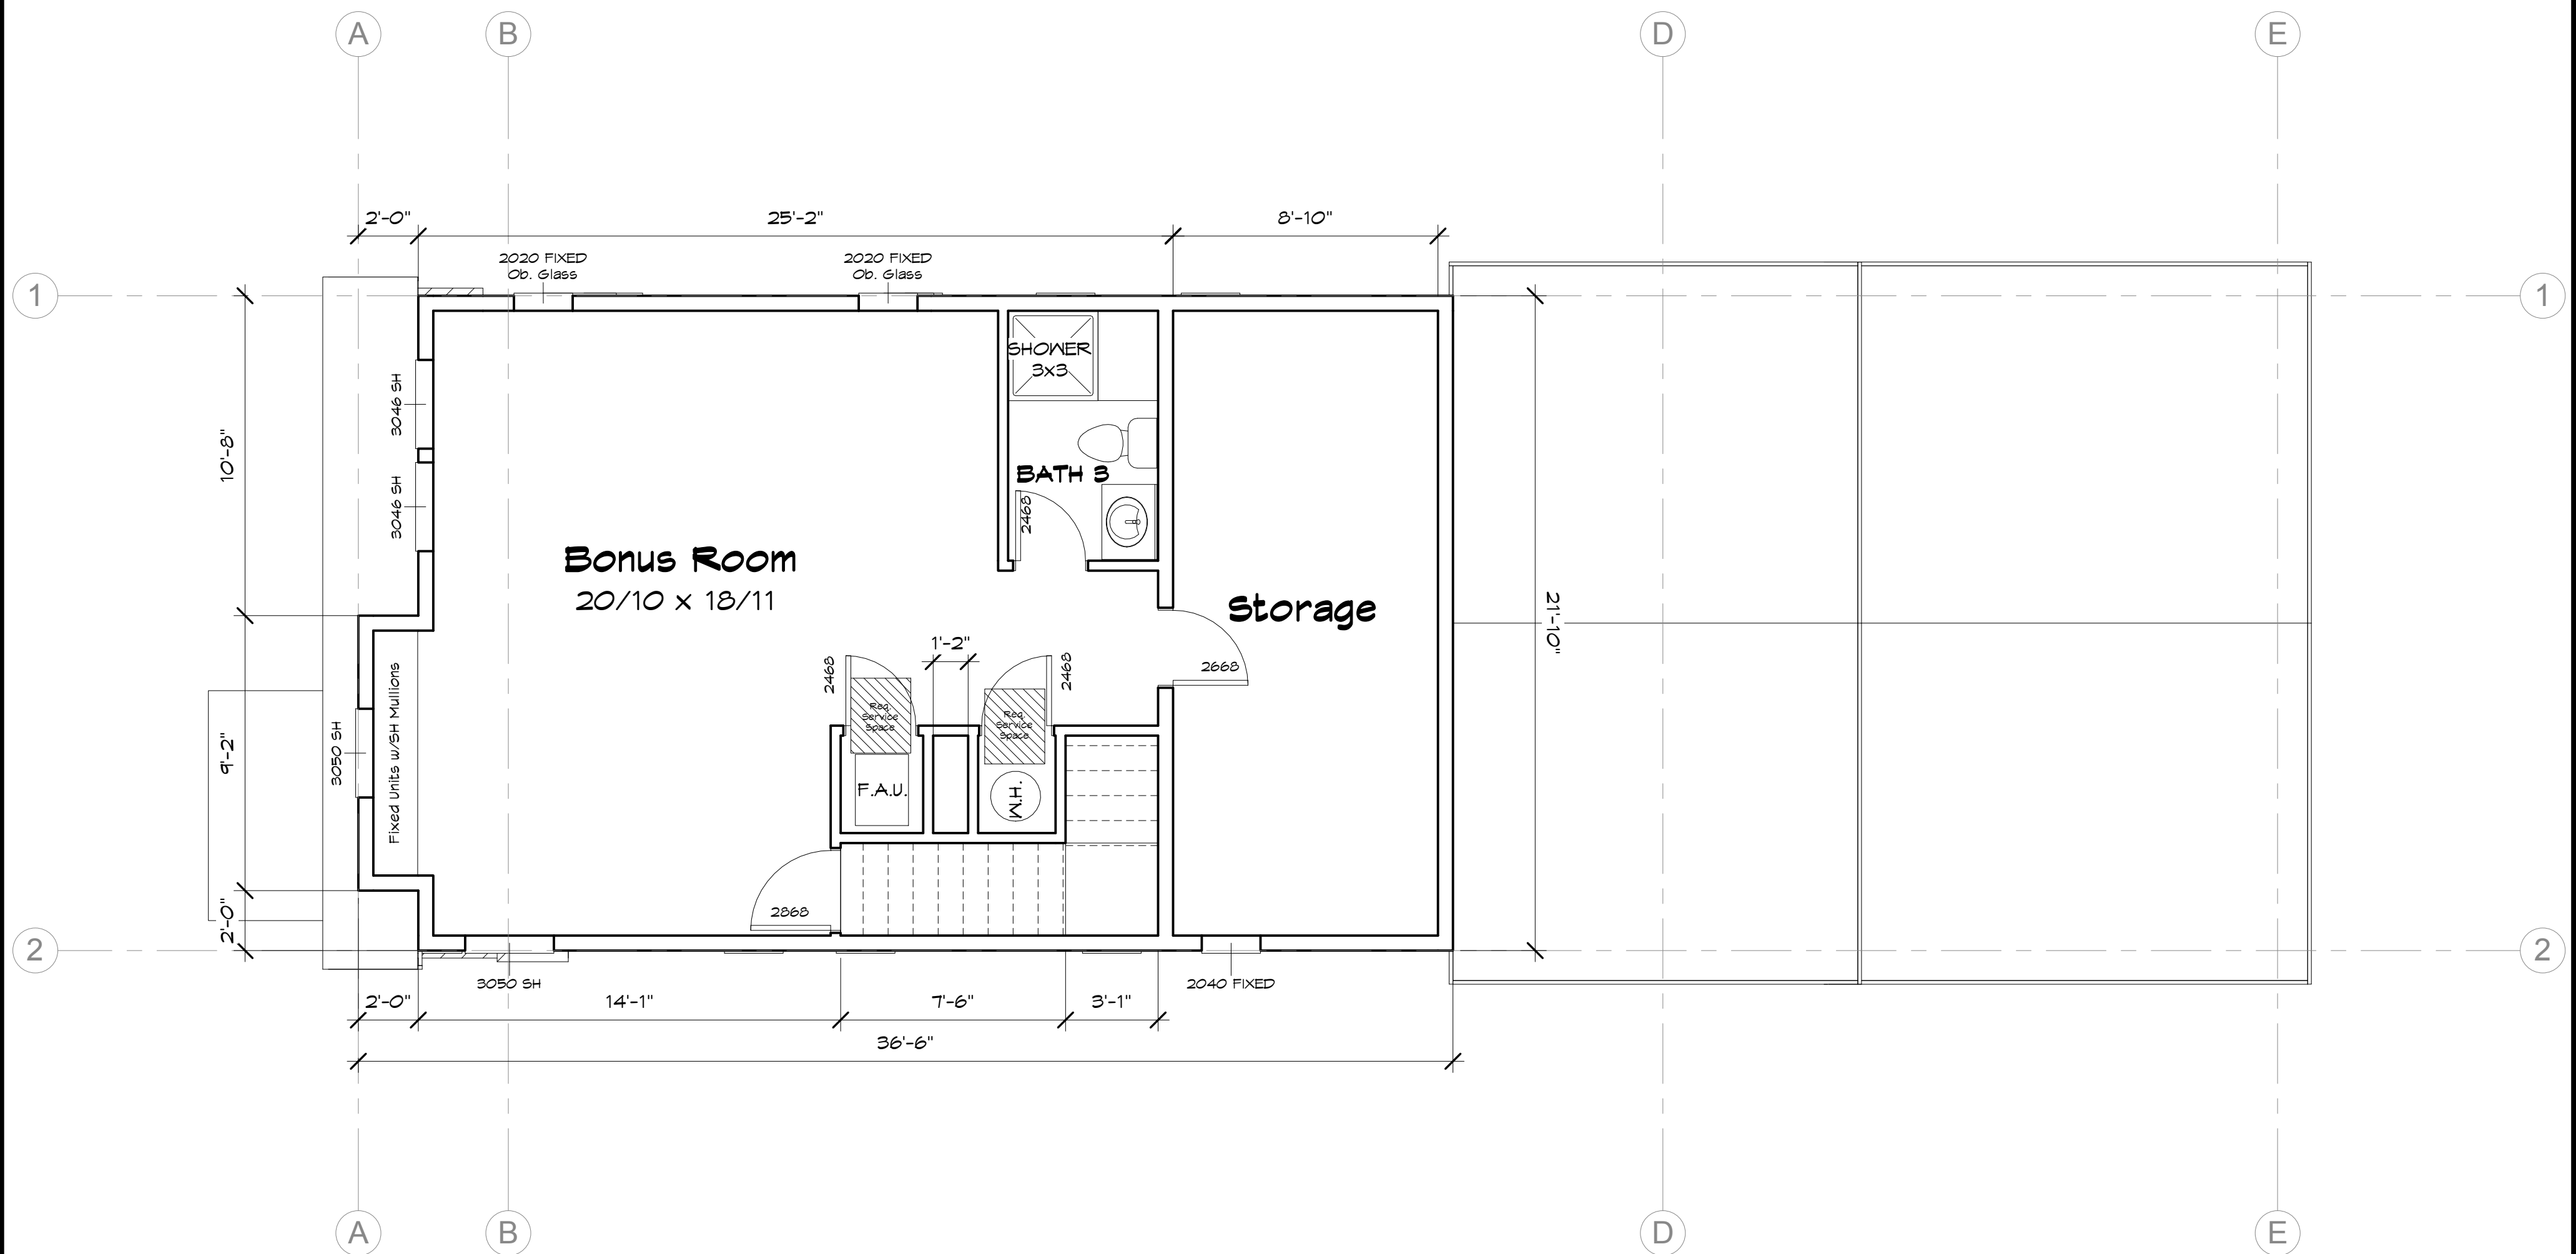 A
B
D
E
2'-0"
25'-2"
8'-10"
2020 FIXED
Ob. Glass
2020 FIXED
Ob. Glass
1
1
SHOWER
3x3
3046 SH
10'-8"
BATH 3
3046 SH
2468
Bonus Room
20/10 x 18/11
Storage
21'-10"
1'-2"
2468
2468
2668
Fixed Units w/SH Mullions
Req.
Service
Space
Req.
Service
Space
3050 SH
9'-2"
F.A.U.
W.H.
2868
2'-0"
2
2
3050 SH
2040 FIXED
2'-0"
14'-1"
7'-6"
3'-1"
36'-6"
A
B
D
E